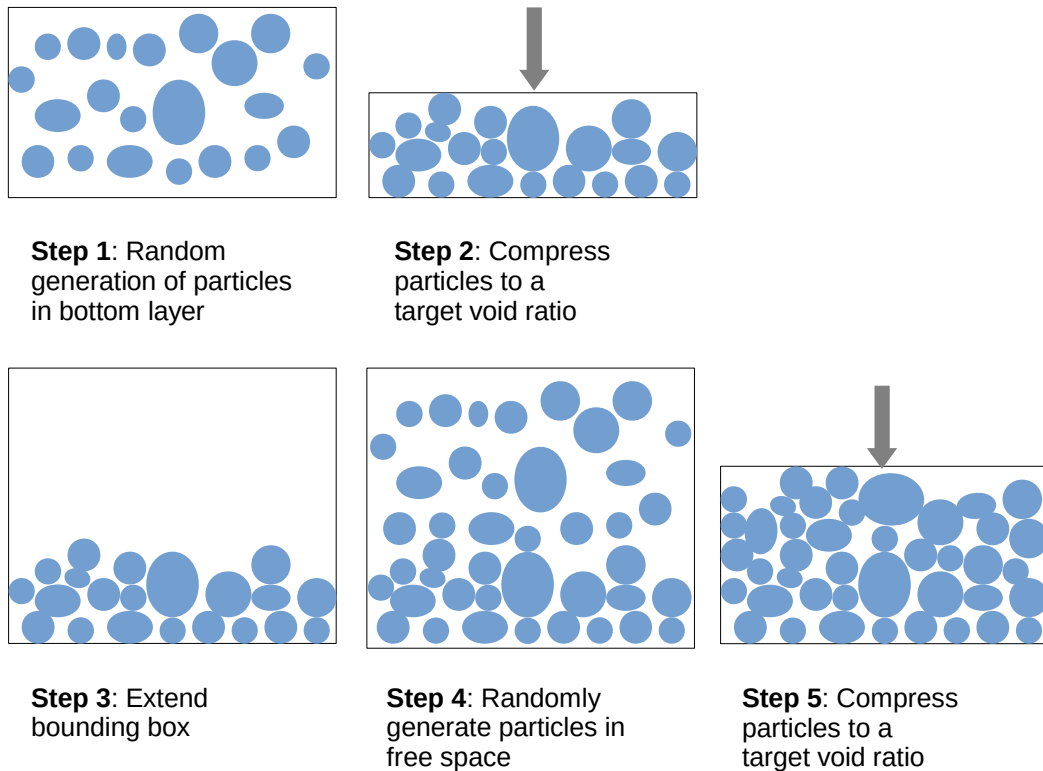 Step 1: Random
generation of particles
in bottom layer
Step 2: Compress
particles to a
target void ratio
Step 3: Extend
bounding box
Step 4: Randomly
generate particles in
free space
Step 5: Compress
particles to a
target void ratio